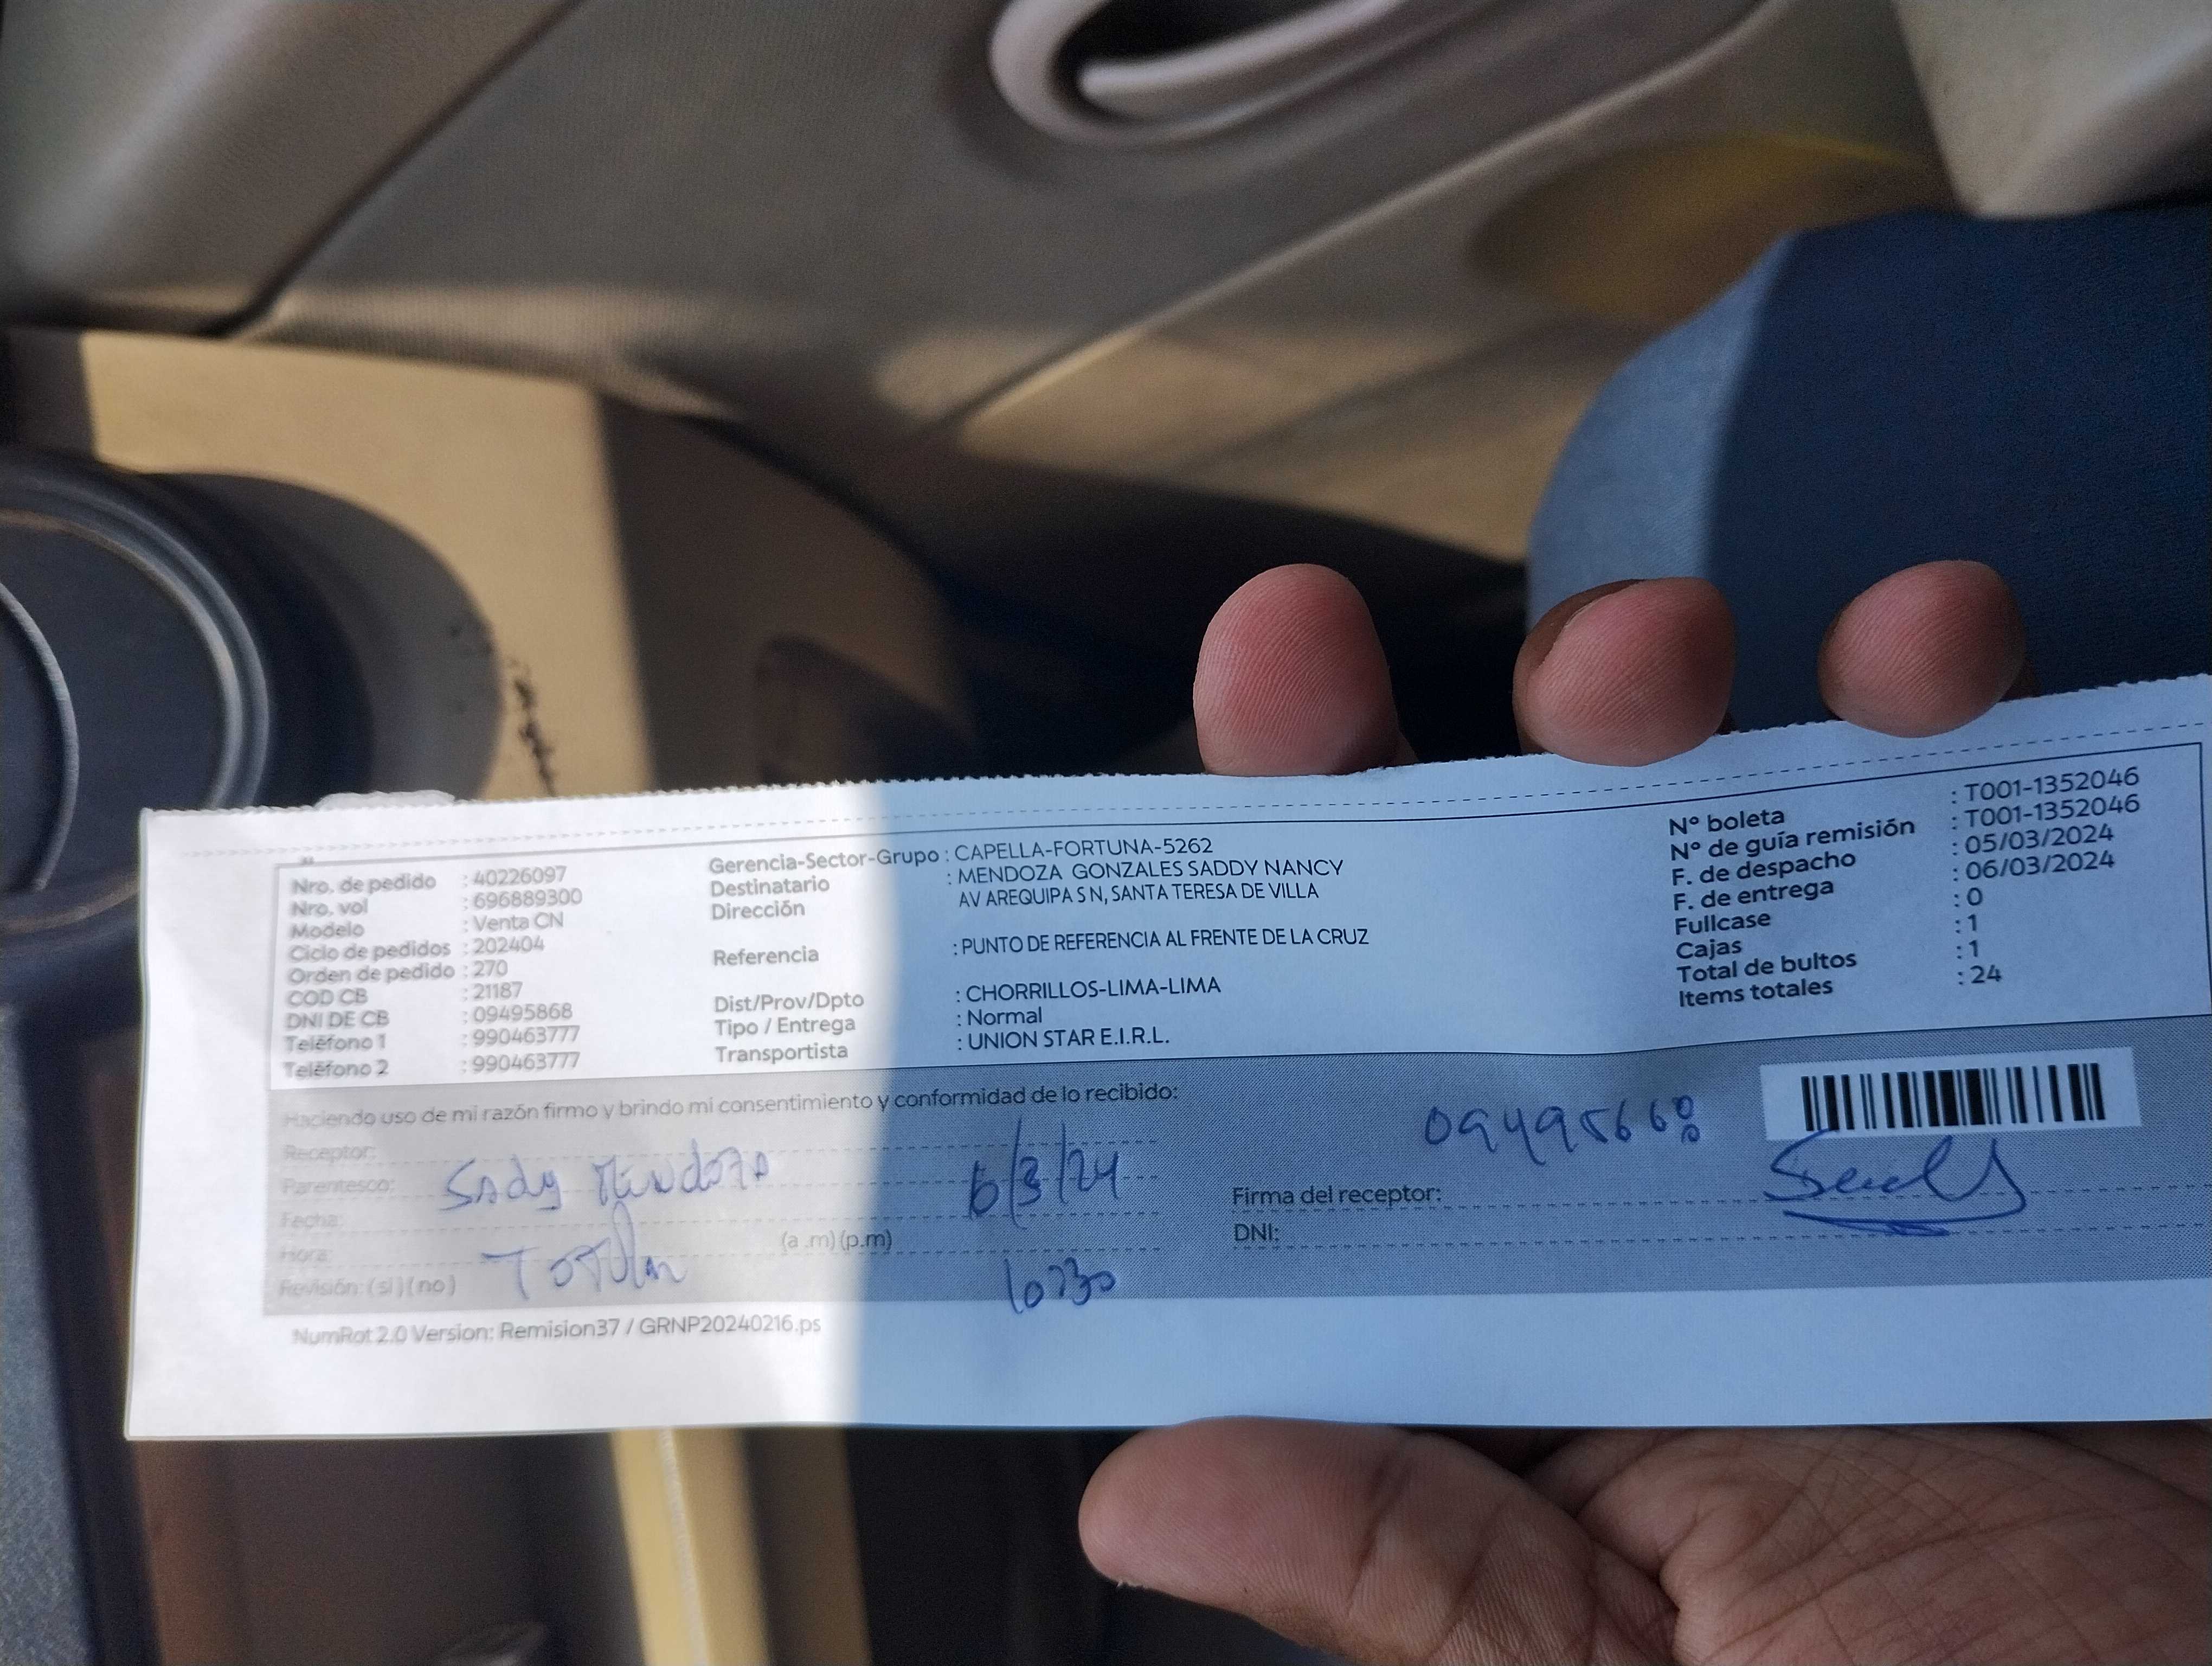 Nro. de pedido : 40226097
Nro. vol : 696889300
Modelo : Venta CN
Ciclo de pedidos : 202404
Orden de pedido : 270
COD CB : 21187
DNI DE CB : 09495868
Teléfono 1 : 990463777
Teléfono 2 : 990463777
Gerencia-Sector-Grupo : CAPELLA-FORTUNA-5262
Destinatario : MENDOZA GONZALES SADDY NANCY
Dirección AV AREQUIPA S N, SANTA TERESA DE VILLA
Referencia : PUNTO DE REFERENCIA AL FRENTE DE LA CRUZ
Dist/Prov/Dpto : CHORRILLOS-LIMA-LIMA
Tipo / Entrega : Normal
Transportista : UNION STAR E.I.R.L.
N° boleta : T001-1352046
N° de guía remisión : T001-1352046
F. de despacho : 05/03/2024
F. de entrega : 06/03/2024
Fullcase : 0
Cajas : 1
Total de bultos : 1
Items totales : 24
Haciendo uso de mi razón firmo y brindo mi consentimiento y conformidad de lo recibido:
Receptor:
Parentesco: Sady Mendoza 6/3/24
Fecha:
Hora: (a .m) (p.m)
Revisión: (si) (no) Totular 10730
Firma del receptor:
DNI:
NumRot 2.0 Version: Remision37 / GRNP20240216.ps